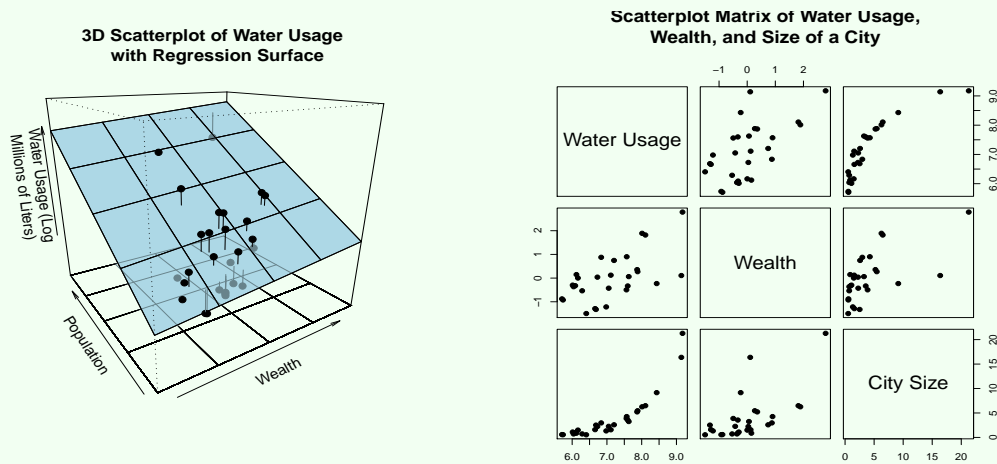 3D Scatterplot of Water Usage
with Regression Surface
Water Usage (Log
Millions of Liters)
Population
Wealth
Scatterplot Matrix of Water Usage,
Wealth, and Size of a City
−1 0 1 2
Water Usage
6.0 7.0 8.0 9.0
−1 0 1 2
Wealth
City Size
0 5 10 15 20
6.0 7.0 8.0 9.0
0 5 10 15 20